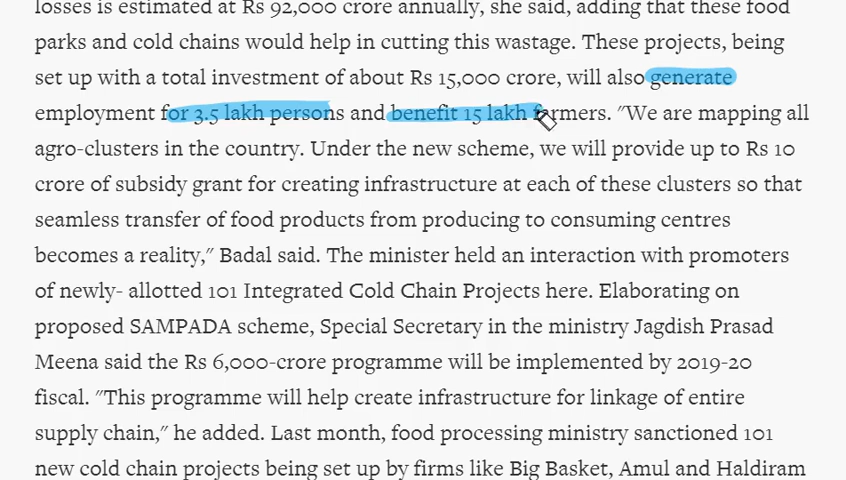 losses is estimated at Rs 92,000 crore annually, she said, adding that these food
parks and cold chains would help in cutting this wastage. These projects, being
set up with a total investment of about Rs 15,000 crore, will also generate
employment for 3.5 lakh persons and benefit 15 lakh farmers. "We are mapping all
agro-clusters in the country. Under the new scheme, we will provide up to Rs 10
crore of subsidy grant for creating infrastructure at each of these clusters so that
seamless transfer of food products from producing to consuming centres
becomes a reality," Badal said. The minister held an interaction with promoters
of newly- allotted 101 Integrated Cold Chain Projects here. Elaborating on
proposed SAMPADA scheme, Special Secretary in the ministry Jagdish Prasad
Meena said the Rs 6,000-crore programme will be implemented by 2019-20
fiscal. "This programme will help create infrastructure for linkage of entire
supply chain," he added. Last month, food processing ministry sanctioned 101
new cold chain projects being set up by firms like Big Basket, Amul and Haldiram